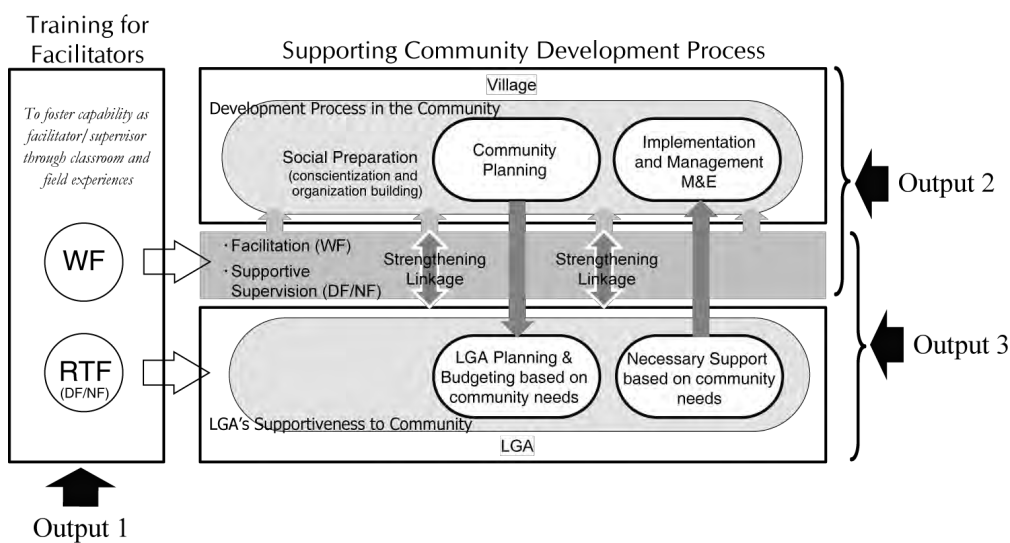 Training for
Facilitators
To foster capability as
facilitator/supervisor
through classroom and
field experiences
WF
RTF
(DF/NF)
Output 1
Supporting Community Development Process
Village
Development Process in the Community
Social Preparation
(conscientization and
organization building)
Community
Planning
Implementation
and Management
M&E
・Facilitation (WF)
・Supportive
Supervision (DF/NF)
Strengthening
Linkage
Strengthening
Linkage
LGA Planning &
Budgeting based on
community needs
Necessary Support
based on community
needs
LGA's Supportiveness to Community
LGA
Output 2
Output 3